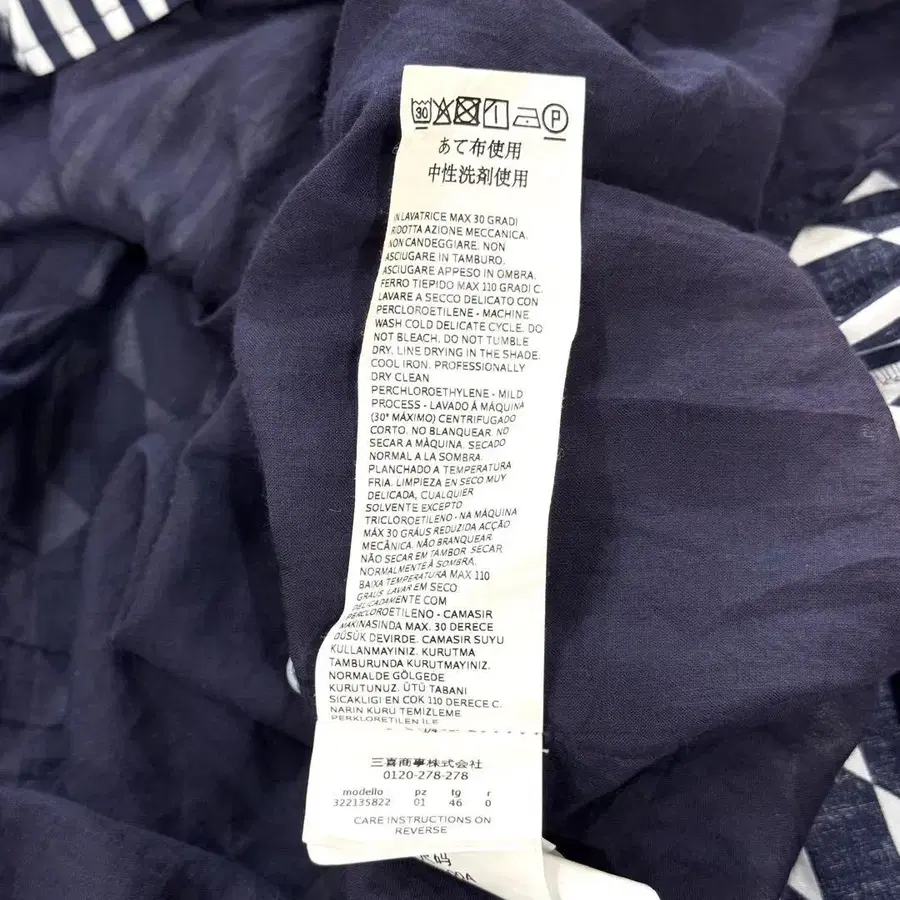 30 P
あて布使用
中性洗剤使用
IN LAVATRICE MAX 30 GRADI
RIDOTTA AZIONE MECCANICA.
NON CANDEGGIARE. NON
ASCIUGARE IN TAMBURO.
ASCIUGARE APPESO IN OMBRA.
FERRO TIEPIDO MAX 110 GRADI C.
LAVARE A SECCO DELICATO CON
PERCLOROETILENE - MACHINE
WASH COLD DELICATE CYCLE. DO
NOT BLEACH. DO NOT TUMBLE
DRY. LINE DRYING IN THE SHADE.
COOL IRON. PROFESSIONALLY
DRY CLEAN
PERCHLOROETHYLENE - MILD
PROCESS - LAVADO À MÁQUINA
(30° MÁXIMO) CENTRIFUGADO
CORTO. NO BLANQUEAR. NO
SECAR A MÀQUINA. SECADO
NORMAL A LA SOMBRA.
PLANCHADO A TEMPERATURA
FRIA. LIMPIEZA EN SECO MUY
DELICADA, CUALQUIER
SOLVENTE EXCEPTO
TRICLOROETILENO - NA MÁQUINA
MÁX 30 GRÁUS REDUZIDA ACÇÃO
MECÂNICA. NÃO BRANQUEAR.
NÃO SECAR EM TAMBOR. SECAR
NORMALMENTE À SOMBRA.
BAIXA TEMPERATURA MAX 110
GRAUS LAVAR EM SECO
DELICADAMENTE COM
PERCLOROETILENO - CAMASIR
MAKINASINDA MAX. 30 DERECE
DÜSÜK DEVIRDE. CAMASIR SUYU
KULLANMAYINIZ. KURUTMA
TAMBURUNDA KURUTMAYINIZ.
NORMALDE GÖLGEDE
KURUTUNUZ. ÜTÜ TABANI
SICAKLIGI EN COK 110 DERECE C.
NARIN KURU TEMIZLEME
PERKLORETILEN ILE
三喜商事株式会社
0120-278-278
modello pz tg r
322135822 01 46 0
CARE INSTRUCTIONS ON
REVERSE